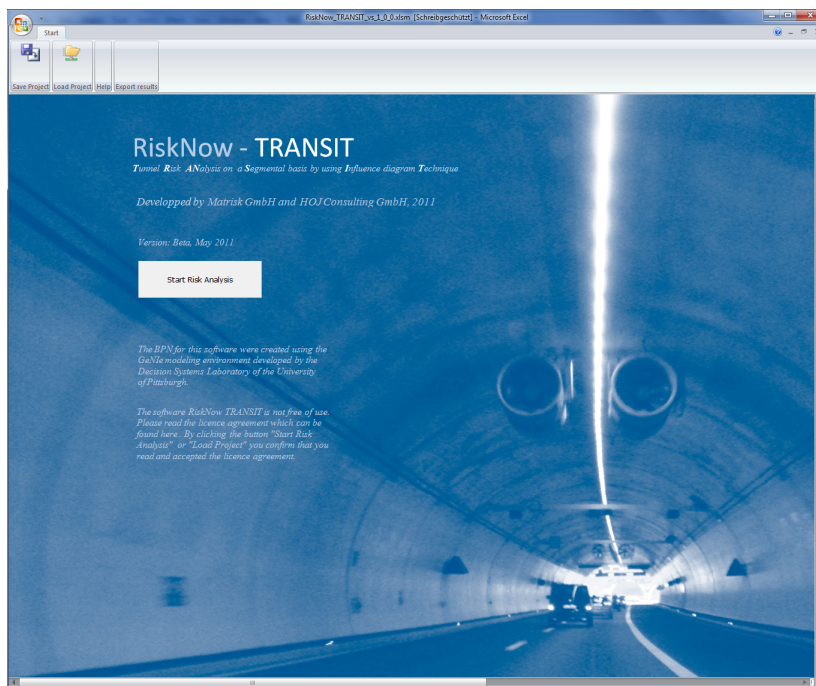 RiskNow_TRANSIT_vs_1_0_0.xlsm [Schreibgeschützt] - Microsoft Excel
Start
Save Project Load Project Help Export results
RiskNow - TRANSIT
Tunnel Risk ANalysis on a Segmental basis by using Influence diagram Technique
Developped by Matrisk GmbH and HOJ Consulting GmbH, 2011
Version: Beta, May 2011
Start Risk Analysis
The BPN for this software were created using the
GeNIe modeling environment developed by the
Decision Systems Laboratory of the University
of Pittsburgh.
The software RiskNow TRANSIT is not free of use.
Please read the licence agreement which can be
found here . By clicking the button "Start Risk
Analysis" or "Load Project" you confirm that you
read and accepted the licence agreement.